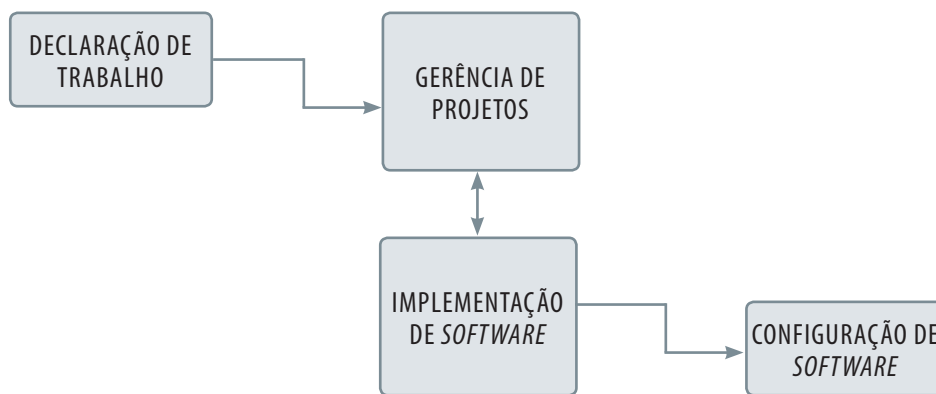 DECLARAÇÃO DE
TRABALHO
GERÊNCIA DE
PROJETOS
IMPLEMENTAÇÃO
DE SOFTWARE
CONFIGURAÇÃO DE
SOFTWARE